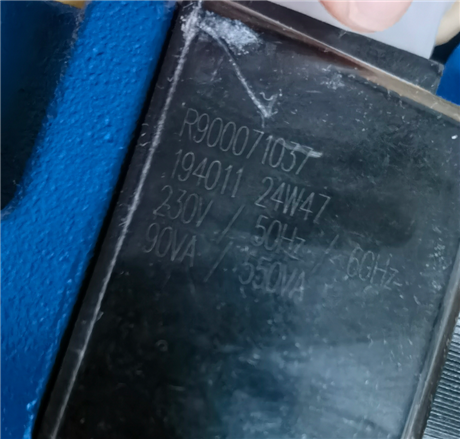 R900071037
194011 24W47
230V / 50Hz / 60Hz
90VA / 550VA